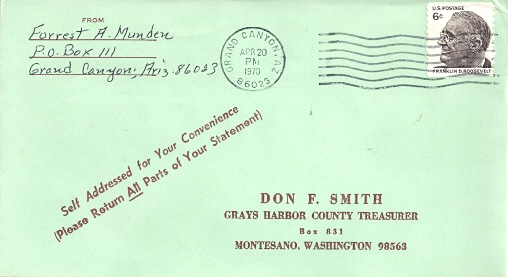 FROM
Forrest A. Munden
P.O. Box 111
Grand Canyon, Ariz. 86023
GRAND CANYON, AZ
APR 20
PM
1970
86023
U.S. POSTAGE
6¢
FRANKLIN D. ROOSEVELT
Self Addressed for Your Convenience
(Please Return All Parts of Your Statement)
DON F. SMITH
GRAYS HARBOR COUNTY TREASURER
Box 831
MONTESANO, WASHINGTON 98563